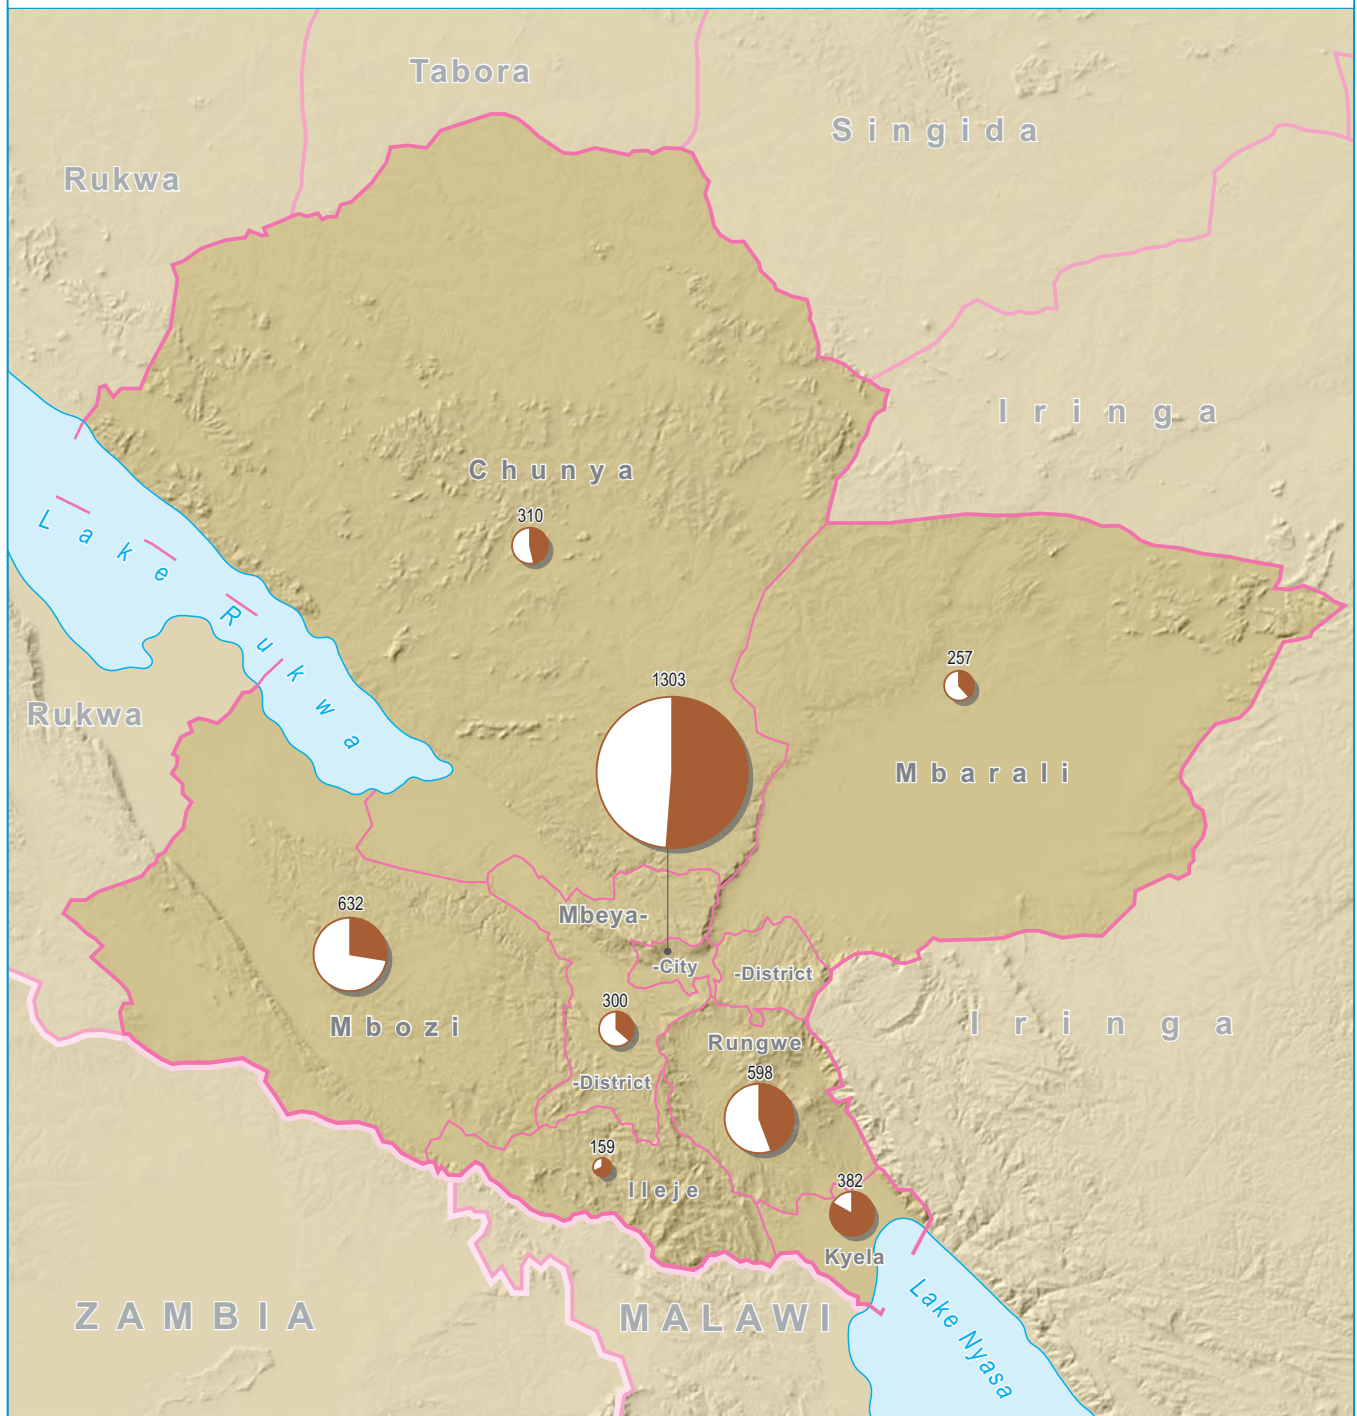 Tabora
Singida
Rukwa
Iringa
Chunya
310
Lake
Rukwa
257
1303
Rukwa
Mbarali
632
Mbeya-
-City
-District
300
Mbozi
Iringa
Rungwe
598
-District
159
Ileje
382
Kyela
ZAMBIA
MALAWI
Lake Nyasa